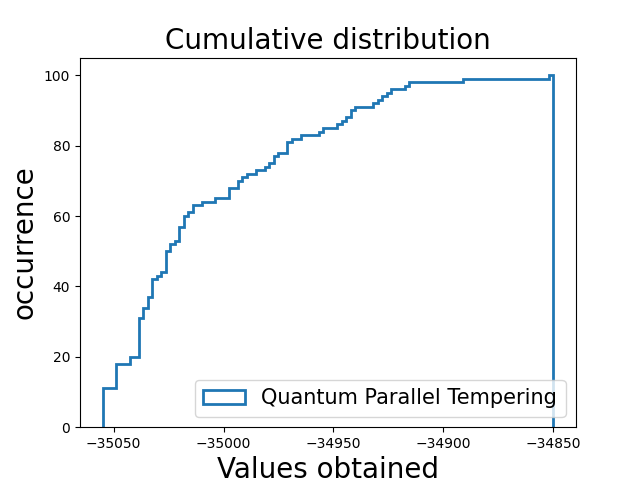 Cumulative distribution
100
80
60
40
20
0
occurrence
Quantum Parallel Tempering
−35050
−35000
−34950
−34900
−34850
Values obtained